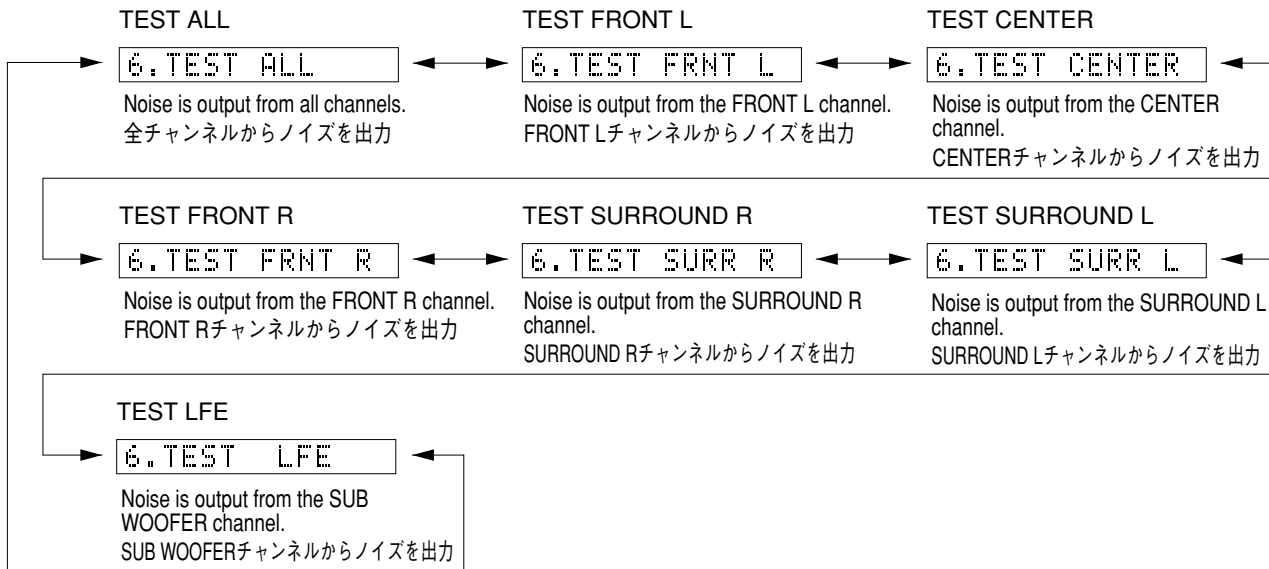 TEST ALL
6.TEST ALL
Noise is output from all channels.
全チャンネルからノイズを出力
TEST FRONT L
6.TEST FRNT L
Noise is output from the FRONT L channel.
FRONT Lチャンネルからノイズを出力
TEST CENTER
6.TEST CENTER
Noise is output from the CENTER
channel.
CENTERチャンネルからノイズを出力
TEST FRONT R
6.TEST FRNT R
Noise is output from the FRONT R channel.
FRONT Rチャンネルからノイズを出力
TEST SURROUND R
6.TEST SURR R
Noise is output from the SURROUND R
channel.
SURROUND Rチャンネルからノイズを出力
TEST SURROUND L
6.TEST SURR L
Noise is output from the SURROUND L
channel.
SURROUND Lチャンネルからノイズを出力
TEST LFE
6.TEST LFE
Noise is output from the SUB
WOOFER channel.
SUB WOOFERチャンネルからノイズを出力